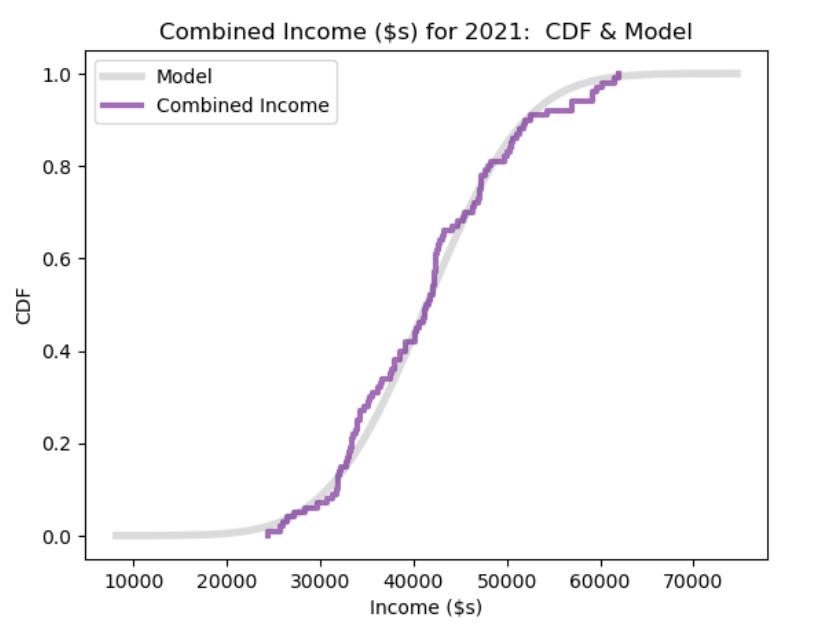 Combined Income ($s) for 2021:  CDF & Model
Model
Combined Income
1.0
0.8
0.6
0.4
0.2
0.0
CDF
10000 20000 30000 40000 50000 60000 70000
Income ($s)